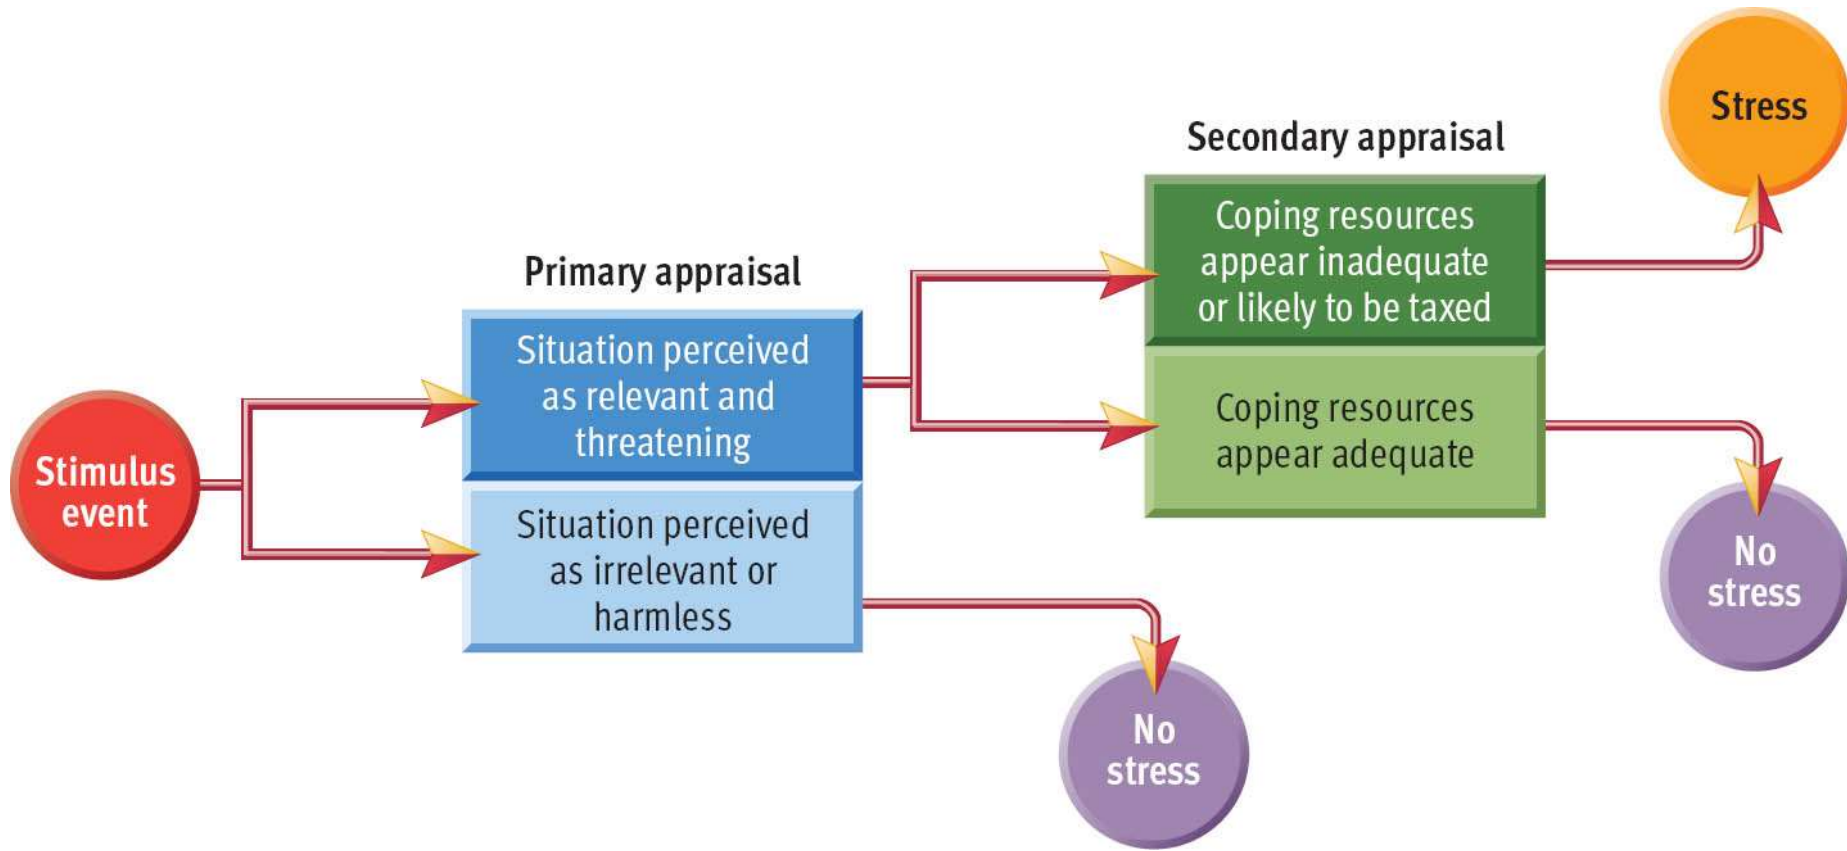 Stimulus
event
Primary appraisal
Situation perceived
as relevant and
threatening
Situation perceived
as irrelevant or
harmless
No
stress
Secondary appraisal
Coping resources
appear inadequate
or likely to be taxed
Coping resources
appear adequate
Stress
No
stress